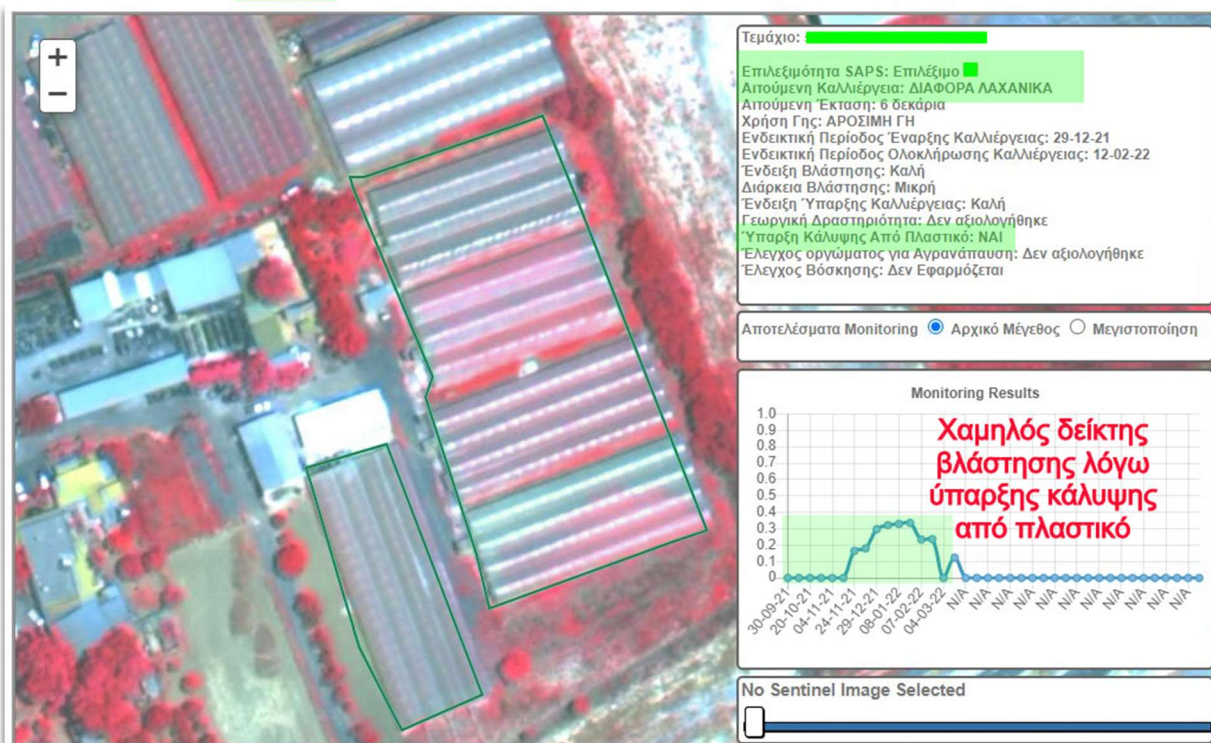 +
−
Τεμάχιο:
Επιλεξιμότητα SAPS: Επιλέξιμο
Αιτούμενη Καλλιέργεια: ΔΙΑΦΟΡΑ ΛΑΧΑΝΙΚΑ
Αιτούμενη Έκταση: 6 δεκάρια
Χρήση Γης: ΑΡΟΣΙΜΗ ΓΗ
Ενδεικτική Περίοδος Έναρξης Καλλιέργειας: 29-12-21
Ενδεικτική Περίοδος Ολοκλήρωσης Καλλιέργειας: 12-02-22
Ένδειξη Βλάστησης: Καλή
Διάρκεια Βλάστησης: Μικρή
Ένδειξη Ύπαρξης Καλλιέργειας: Καλή
Γεωργική Δραστηριότητα: Δεν αξιολογήθηκε
Ύπαρξη Κάλυψης Από Πλαστικό: ΝΑΙ
Έλεγχος οργώματος για Αγρανάπαυση: Δεν αξιολογήθηκε
Έλεγχος Βόσκησης: Δεν Εφαρμόζεται
Αποτελέσματα Monitoring Αρχικό Μέγεθος Μεγιστοποίηση
Monitoring Results
1.0
0.9
0.8
0.7
0.6
0.5
0.4
0.3
0.2
0.1
0
Χαμηλός δείκτης
βλάστησης λόγω
ύπαρξης κάλυψης
από πλαστικό
30-09-21 20-10-21 04-11-21 24-11-21 29-12-21 08-01-22 07-02-22 04-03-22 N/A N/A N/A N/A N/A N/A N/A N/A N/A N/A N/A
No Sentinel Image Selected